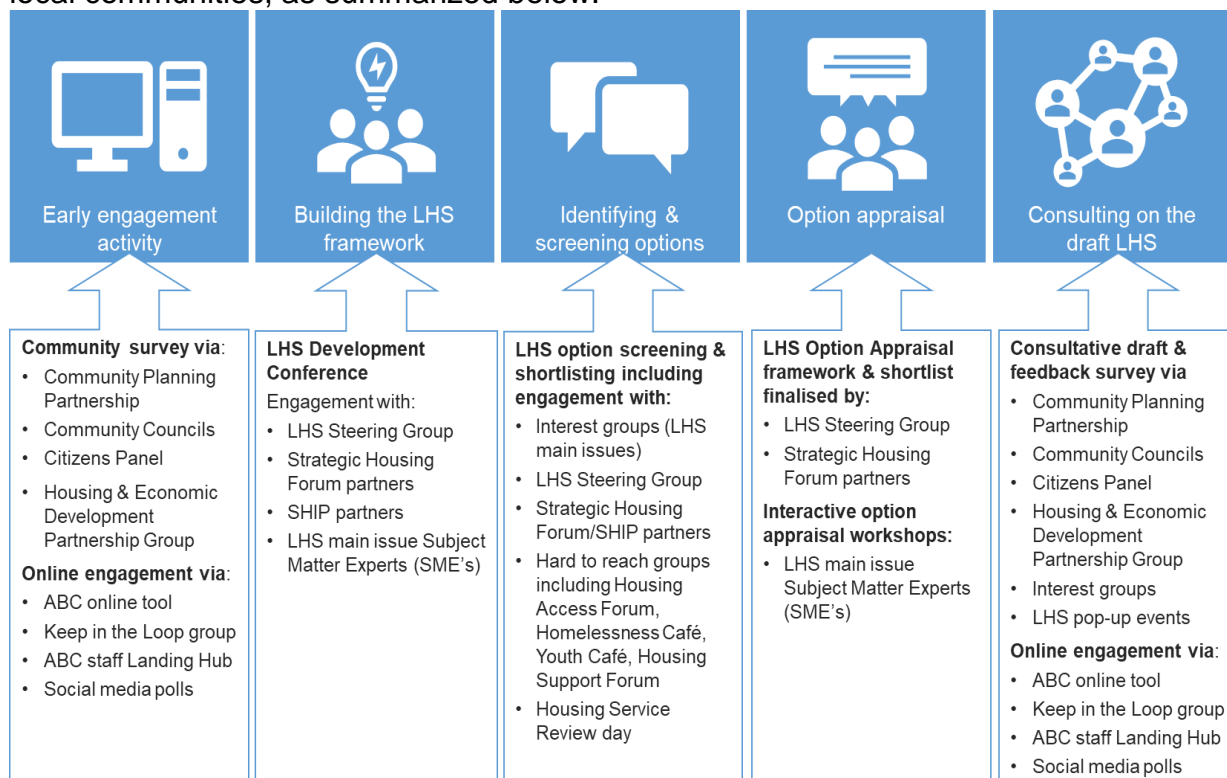 local communities, as summarized below.
Early engagement
activity
Building the LHS
framework
Identifying &
screening options
Option appraisal
Consulting on the
draft LHS
Community survey via:
• Community Planning
Partnership
• Community Councils
• Citizens Panel
• Housing & Economic
Development
Partnership Group
Online engagement via:
• ABC online tool
• Keep in the Loop group
• ABC staff Landing Hub
• Social media polls
LHS Development
Conference
Engagement with:
• LHS Steering Group
• Strategic Housing
Forum partners
• SHIP partners
• LHS main issue Subject
Matter Experts (SME's)
LHS option screening &
shortlisting including
engagement with:
• Interest groups (LHS
main issues)
• LHS Steering Group
• Strategic Housing
Forum/SHIP partners
• Hard to reach groups
including Housing
Access Forum,
Homelessness Café,
Youth Café, Housing
Support Forum
• Housing Service
Review day
LHS Option Appraisal
framework & shortlist
finalised by:
• LHS Steering Group
• Strategic Housing
Forum partners
Interactive option
appraisal workshops:
• LHS main issue
Subject Matter Experts
(SME's)
Consultative draft &
feedback survey via
• Community Planning
Partnership
• Community Councils
• Citizens Panel
• Housing & Economic
Development
Partnership Group
• Interest groups
• LHS pop-up events
Online engagement via:
• ABC online tool
• Keep in the Loop group
• ABC staff Landing Hub
• Social media polls